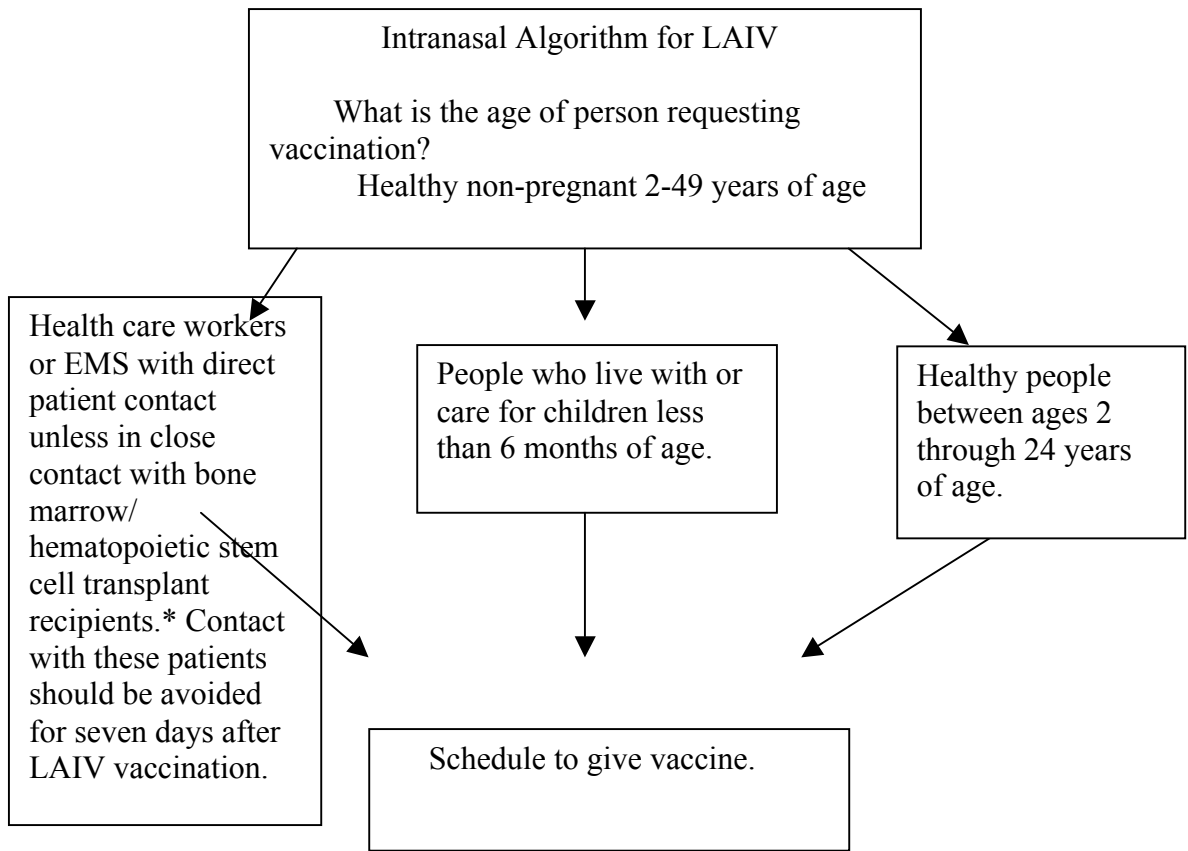 Intranasal Algorithm for LAIV
What is the age of person requesting
vaccination?
Healthy non-pregnant 2-49 years of age
Health care workers
or EMS with direct
patient contact
unless in close
contact with bone
marrow/
hematopoietic stem
cell transplant
recipients.* Contact
with these patients
should be avoided
for seven days after
LAIV vaccination.
People who live with or
care for children less
than 6 months of age.
Healthy people
between ages 2
through 24 years
of age.
Schedule to give vaccine.